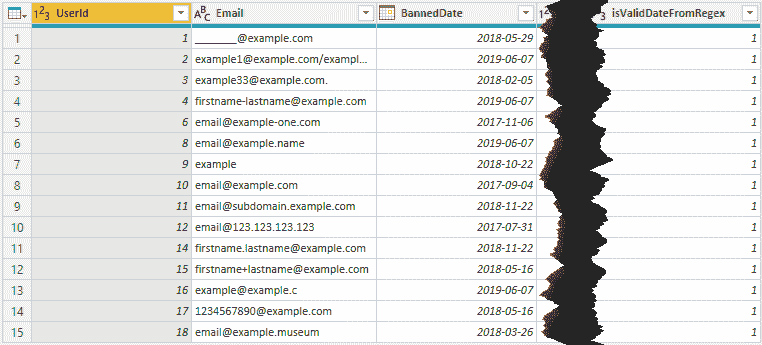 1²3 UserId ABC Email BannedDate 1² 3 isValidDateFromRegex
1 1 _______@example.com 2018-05-29 1
2 2 example1@example.com/exampl... 2019-06-07 1
3 3 example33@example.com. 2018-02-05 1
4 4 firstname-lastname@example.com 2019-06-07 1
5 6 email@example-one.com 2017-11-06 1
6 8 email@example.name 2019-06-07 1
7 9 example 2018-10-22 1
8 10 email@example.com 2017-09-04 1
9 11 email@subdomain.example.com 2018-11-22 1
10 12 email@123.123.123.123 2017-07-31 1
11 14 firstname.lastname@example.com 2018-11-22 1
12 15 firstname+lastname@example.com 2018-05-16 1
13 16 example@example.c 2019-06-07 1
14 17 1234567890@example.com 2018-05-16 1
15 18 email@example.museum 2018-03-26 1